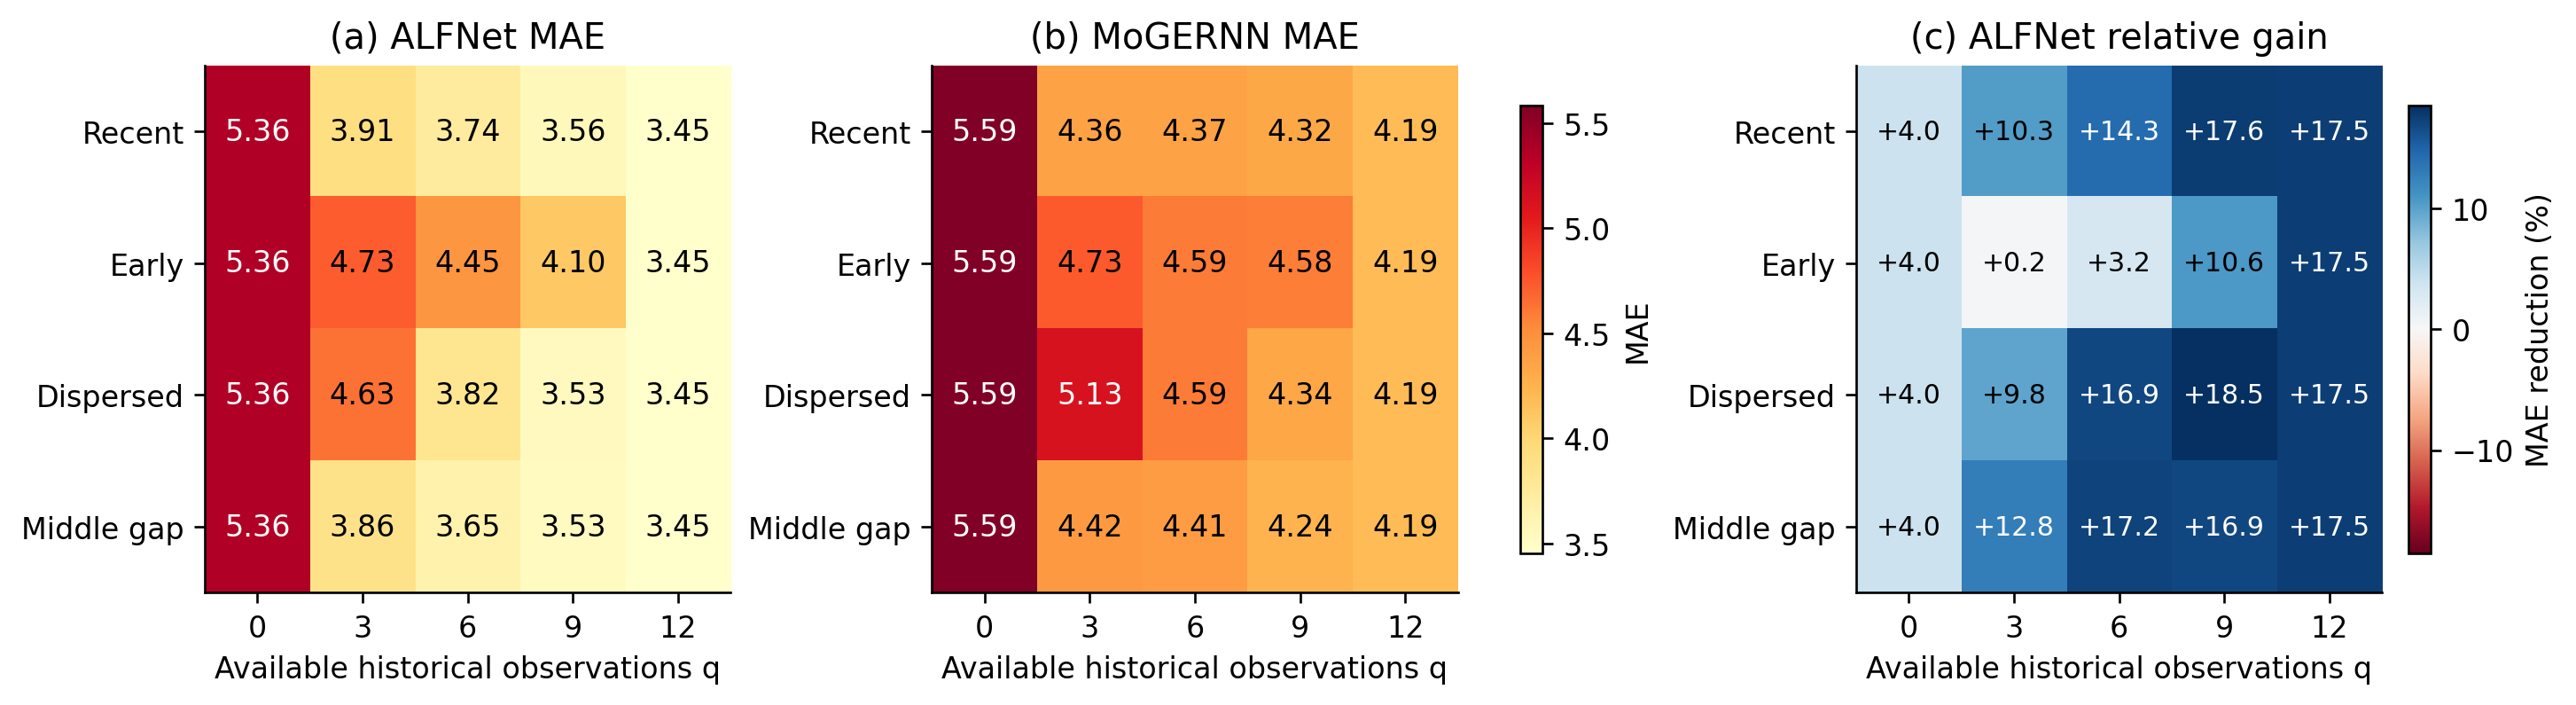 (a) ALFNet MAE
Recent 5.36 3.91 3.74 3.56 3.45
Early 5.36 4.73 4.45 4.10 3.45
Dispersed 5.36 4.63 3.82 3.53 3.45
Middle gap 5.36 3.86 3.65 3.53 3.45
0 3 6 9 12
Available historical observations q
(b) MoGERNN MAE
Recent 5.59 4.36 4.37 4.32 4.19
Early 5.59 4.73 4.59 4.58 4.19
Dispersed 5.59 5.13 4.59 4.34 4.19
Middle gap 5.59 4.42 4.41 4.24 4.19
0 3 6 9 12
Available historical observations q
5.5
5.0
4.5
4.0
3.5
MAE
(c) ALFNet relative gain
Recent +4.0 +10.3 +14.3 +17.6 +17.5
Early +4.0 +0.2 +3.2 +10.6 +17.5
Dispersed +4.0 +9.8 +16.9 +18.5 +17.5
Middle gap +4.0 +12.8 +17.2 +16.9 +17.5
0 3 6 9 12
Available historical observations q
10
0
−10
MAE reduction (%)